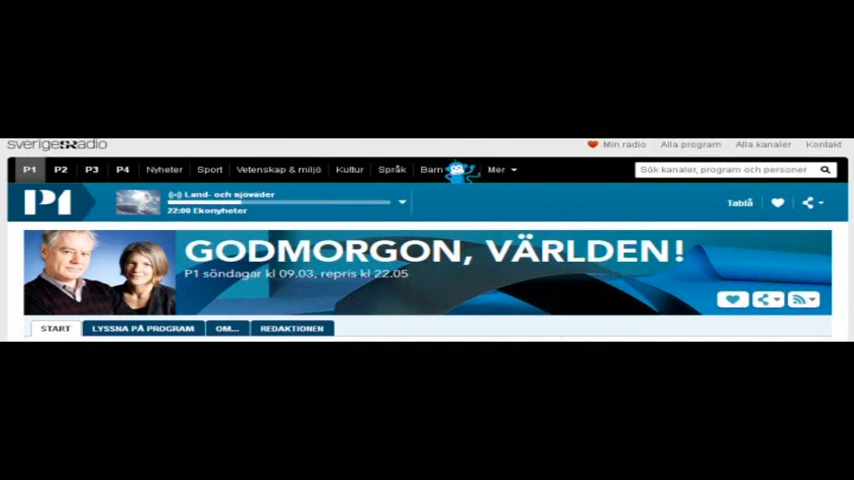 sverigesradio
Min radio Alla program Alla kanaler Kontakt
P1 P2 P3 P4 Nyheter Sport Vetenskap & miljö Kultur Språk Barn Mer
Sök kanaler, program och personer
P1
Land- och sjöväder
22:00 Ekonyheter
Tablå
GODMORGON, VÄRLDEN!
P1 söndagar kl 09.03, repris kl 22.05
START LYSSNA PÅ PROGRAM OM... REDAKTIONEN